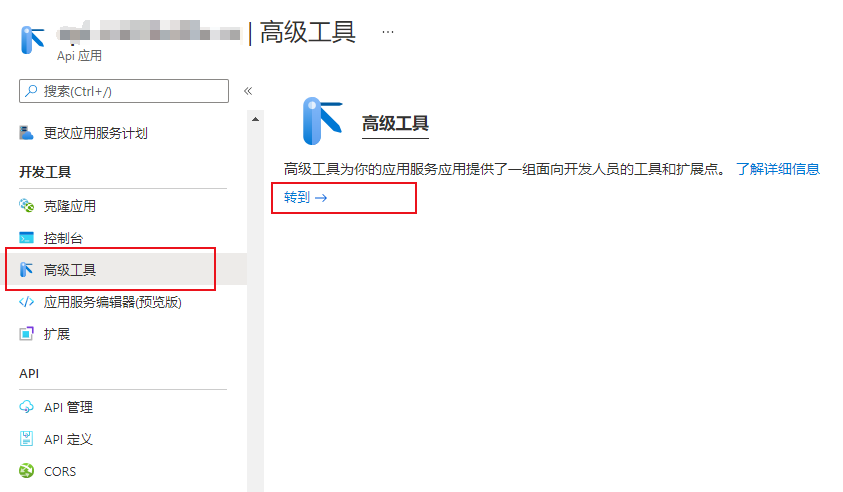 | 高级工具 ...
Api 应用
搜索(Ctrl+/) «
更改应用服务计划
开发工具
克隆应用
控制台
高级工具
应用服务编辑器(预览版)
扩展
API
API 管理
API 定义
CORS
高级工具
高级工具为你的应用服务应用提供了一组面向开发人员的工具和扩展点。 了解详细信息
转到 →